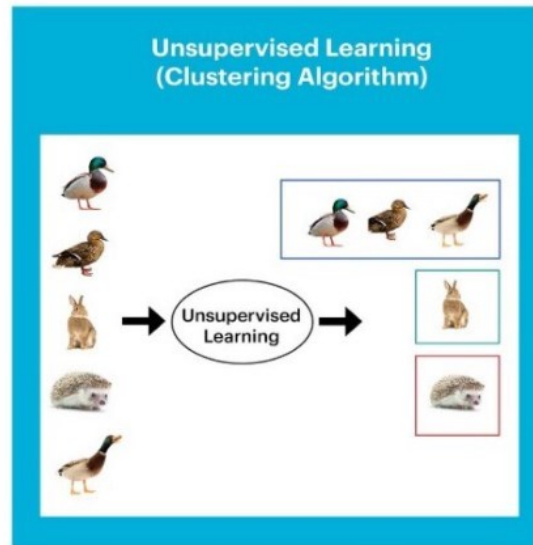 Unsupervised Learning
(Clustering Algorithm)
Unsupervised
Learning